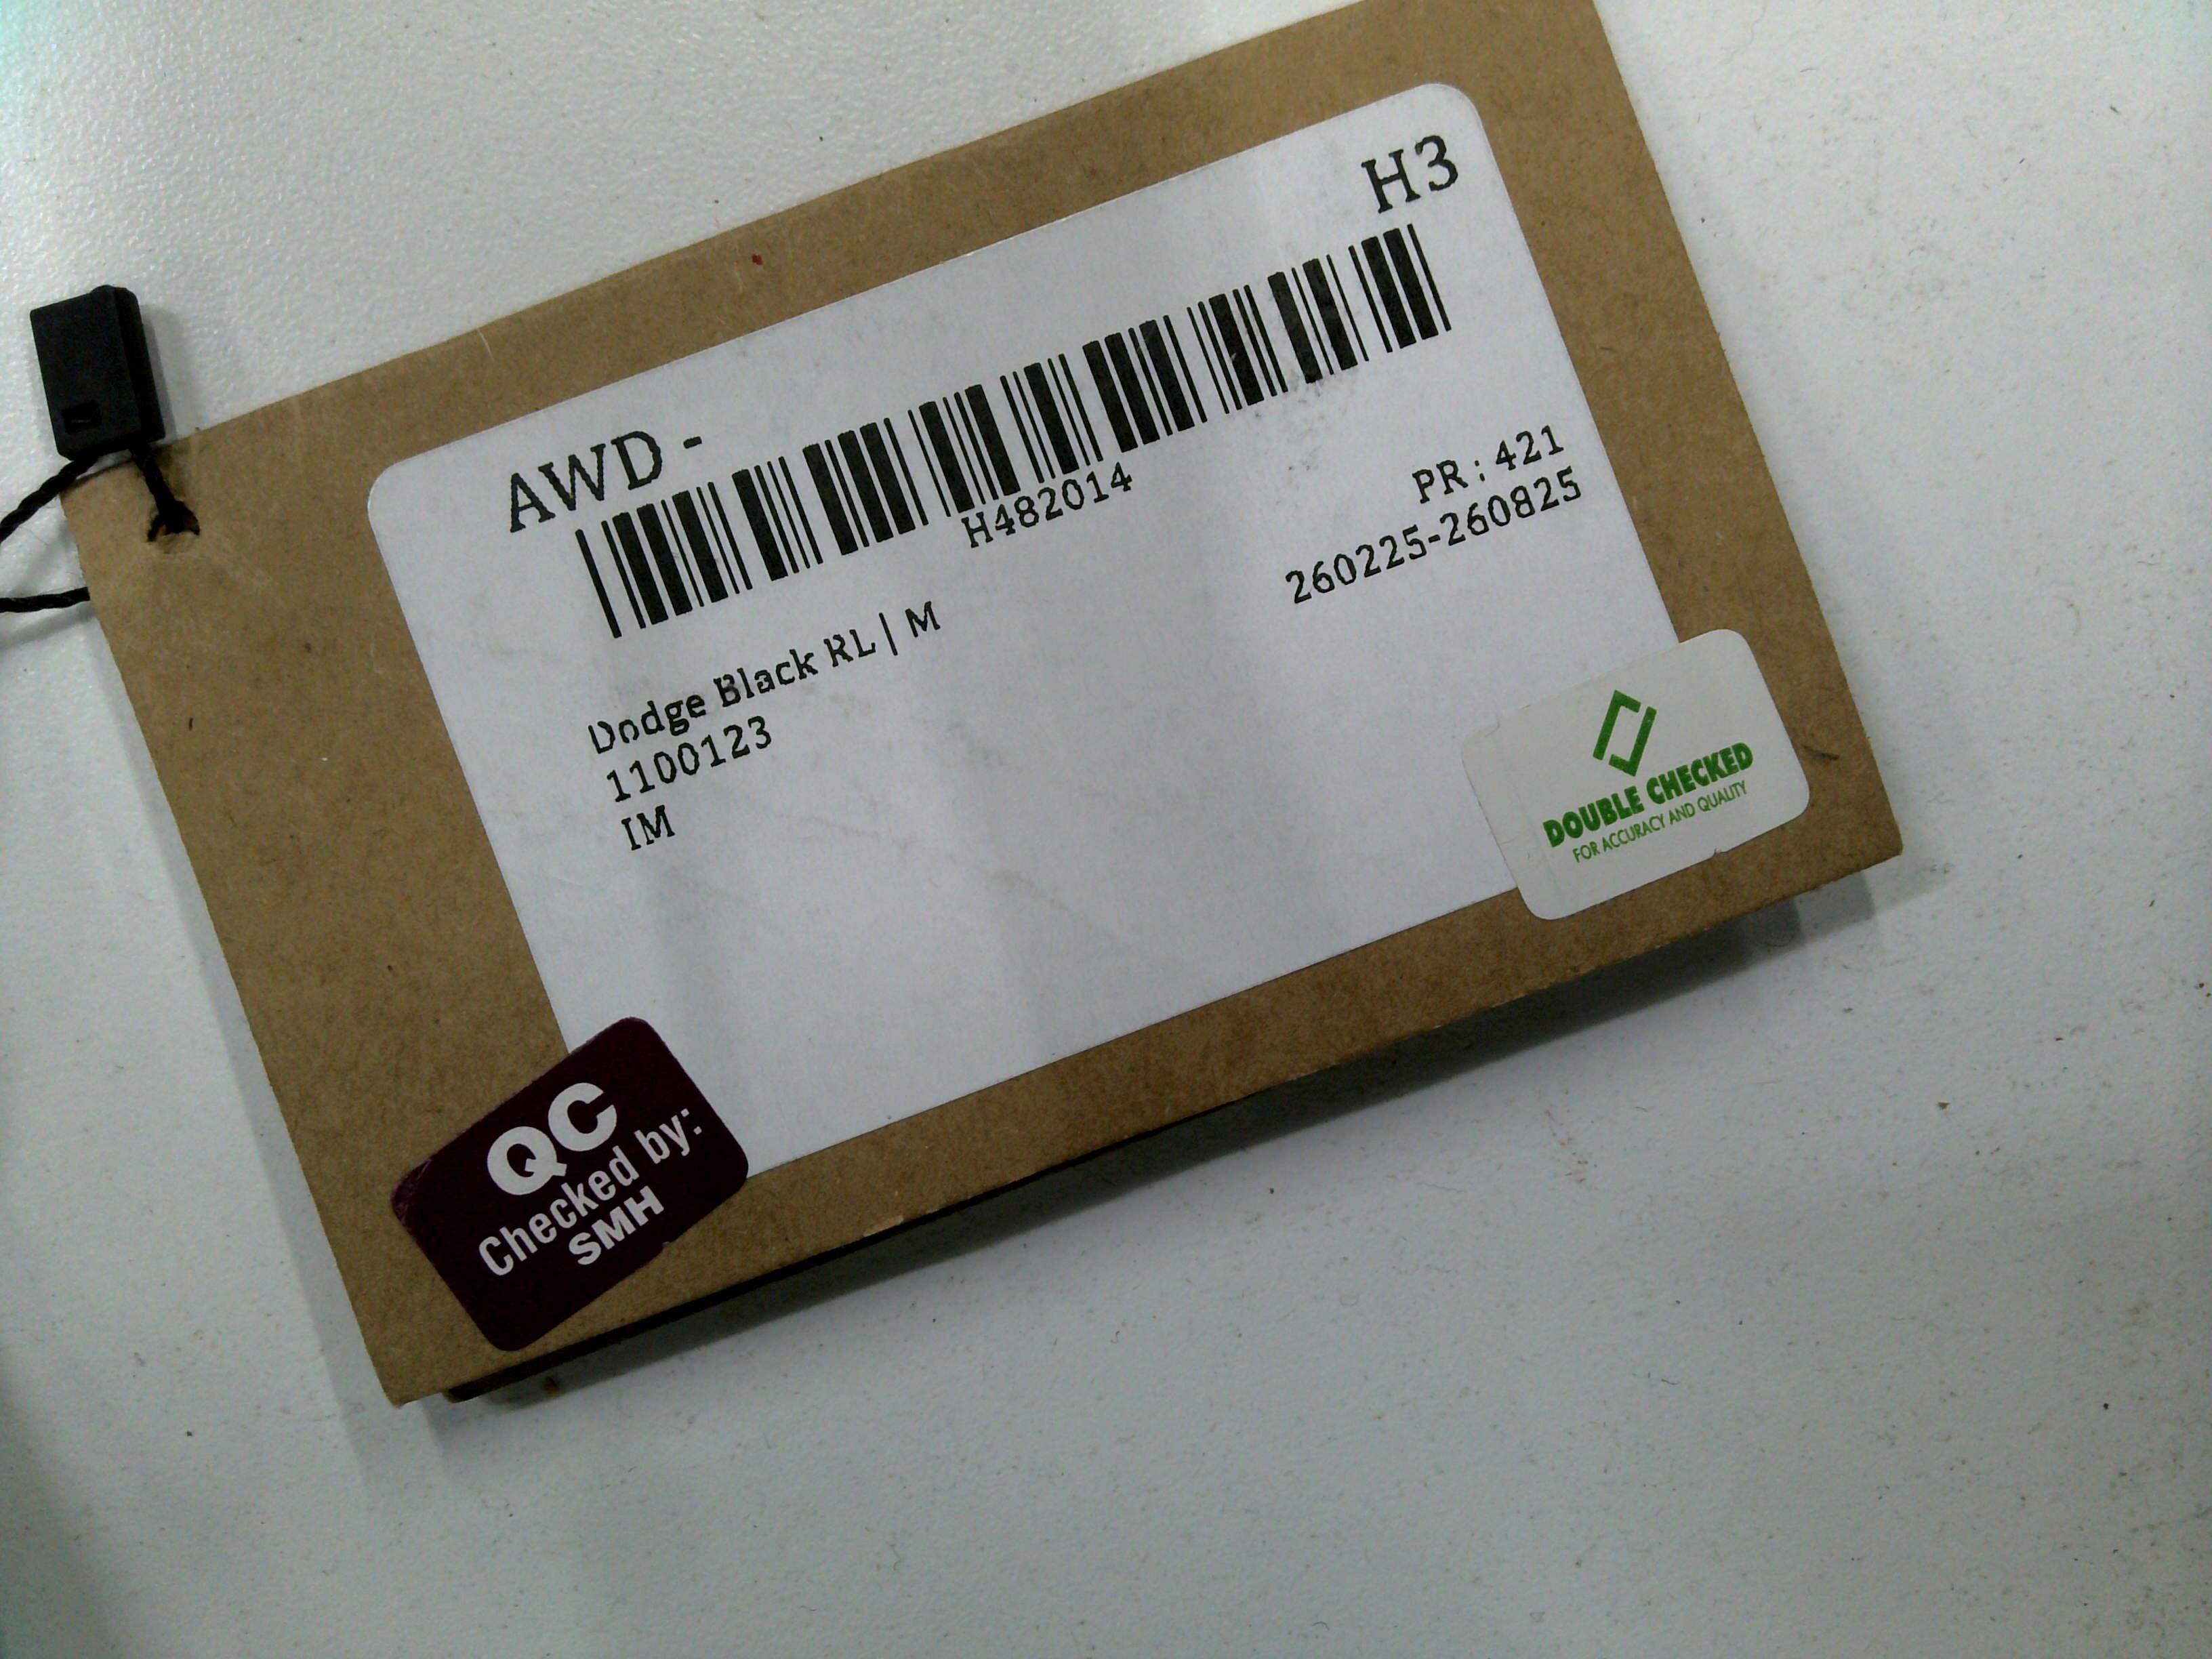 AWD - H3
H482014
PR : 421
260225-260825
Dodge Black RL | M
1100123
IM
DOUBLE CHECKED
FOR ACCURACY AND QUALITY
QC
Checked by:
SMH